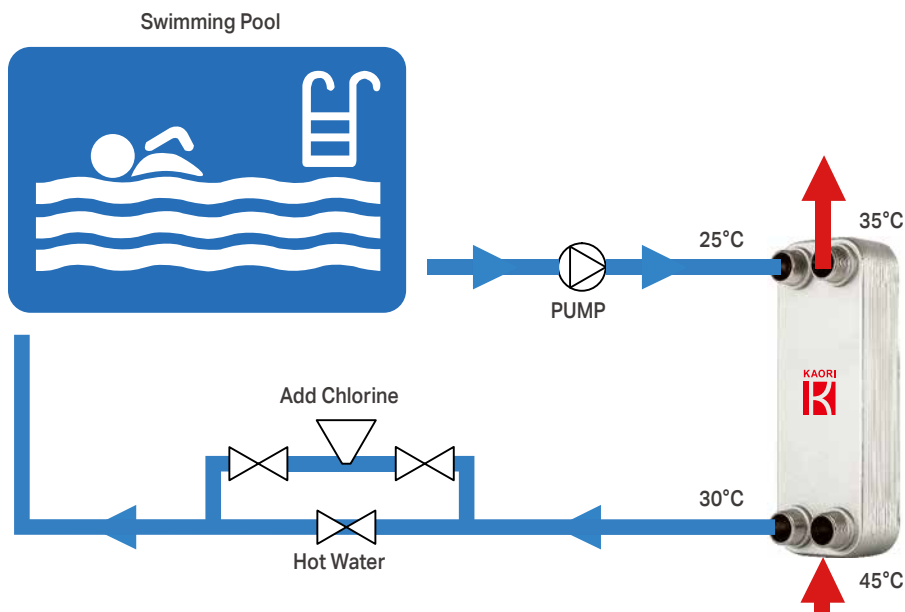 Swimming Pool
25°C
35°C
PUMP
KAORI
Add Chlorine
30°C
Hot Water
45°C